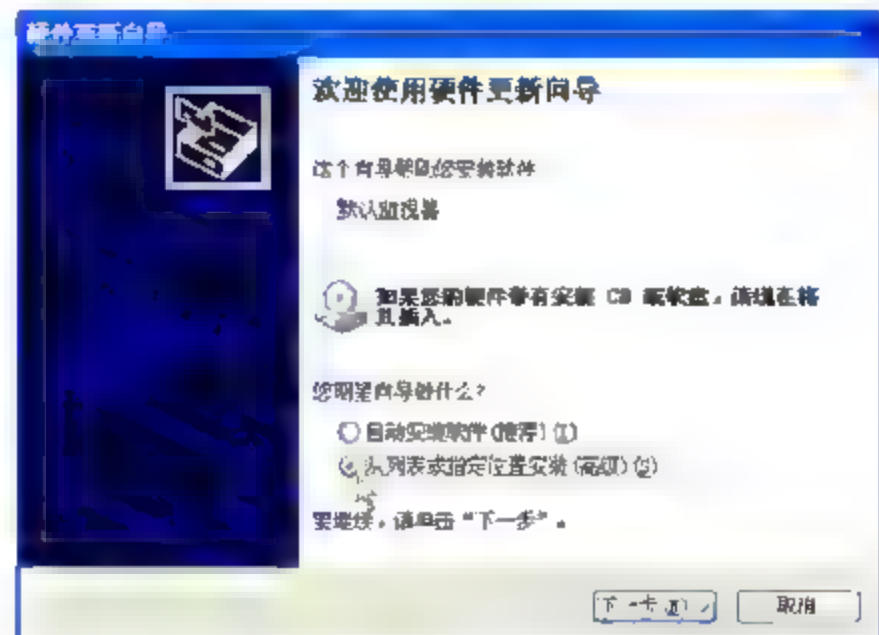 硬件更新向导
欢迎使用硬件更新向导
这个向导帮助您安装软件
默认监视器
如果您的硬件带有安装 CD 或软盘，请现在将
其插入。
您期望向导做什么?
自动安装软件(推荐)(I)
从列表或指定位置安装(高级)(S)
要继续，请单击“下一步”。
下一步(N) >
取消